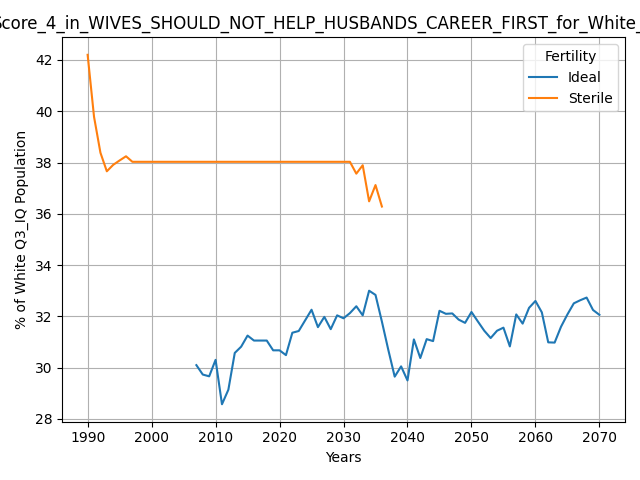 Score_4_in_WIVES_SHOULD_NOT_HELP_HUSBANDS_CAREER_FIRST_for_White_
Fertility
Ideal
Sterile
% of White Q3_IQ Population
42
40
38
36
34
32
30
28
1990 2000 2010 2020 2030 2040 2050 2060 2070
Years